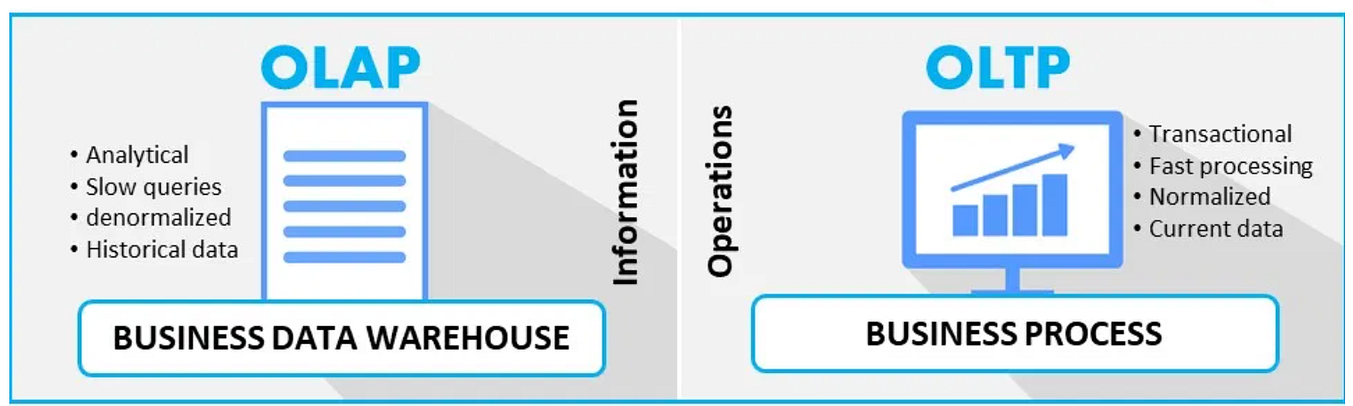 OLAP
• Analytical
• Slow queries
• denormalized
• Historical data
Information
BUSINESS DATA WAREHOUSE
OLTP
Operations
• Transactional
• Fast processing
• Normalized
• Current data
BUSINESS PROCESS